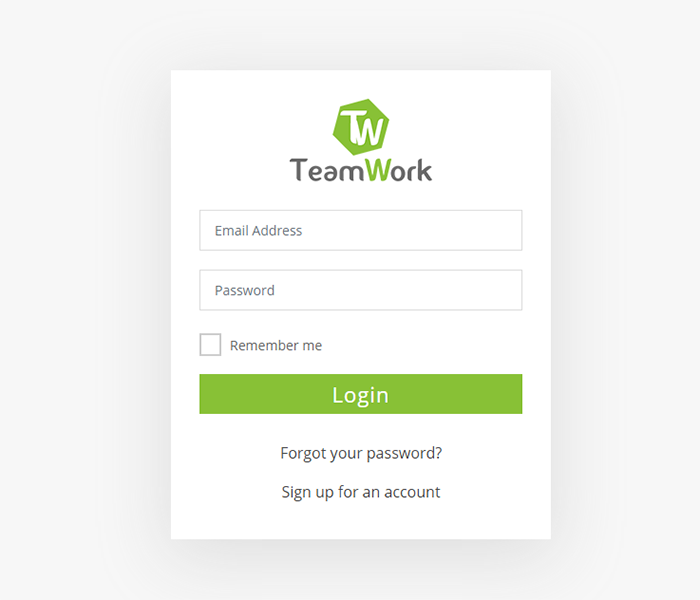 TW
TeamWork
Email Address
Password
Remember me
Login
Forgot your password?
Sign up for an account